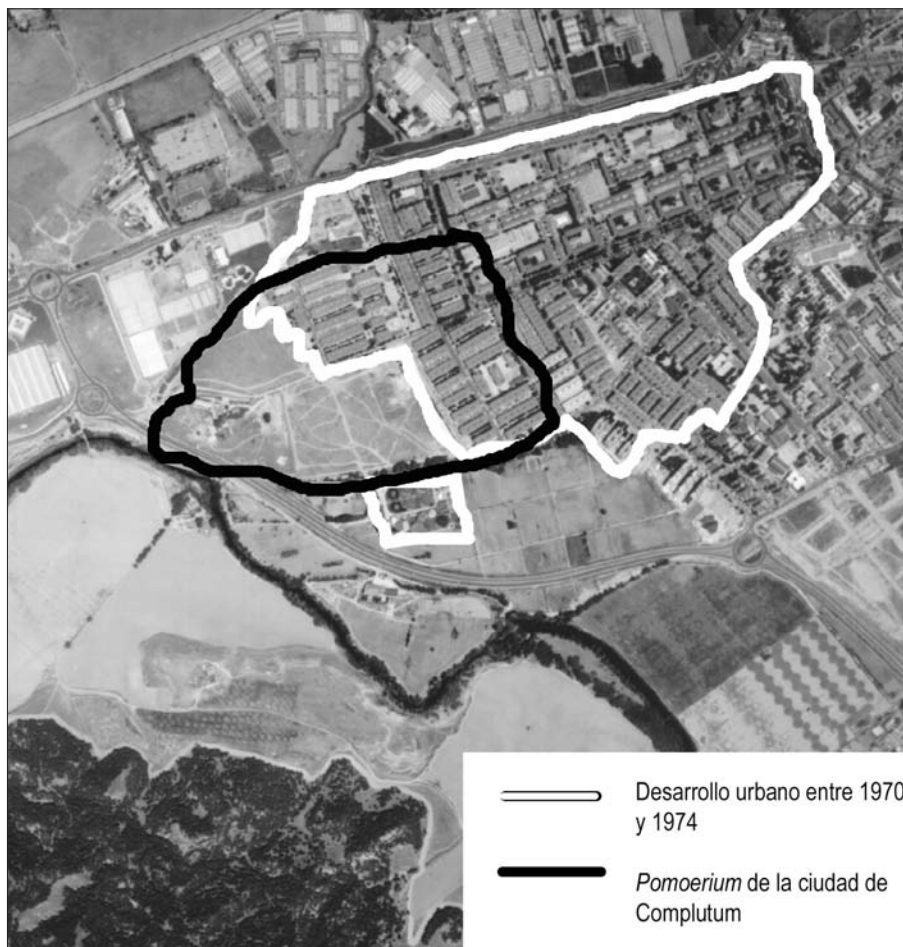 Desarrollo urbano entre 1970
y 1974
Pomoerium de la ciudad de
Complutum